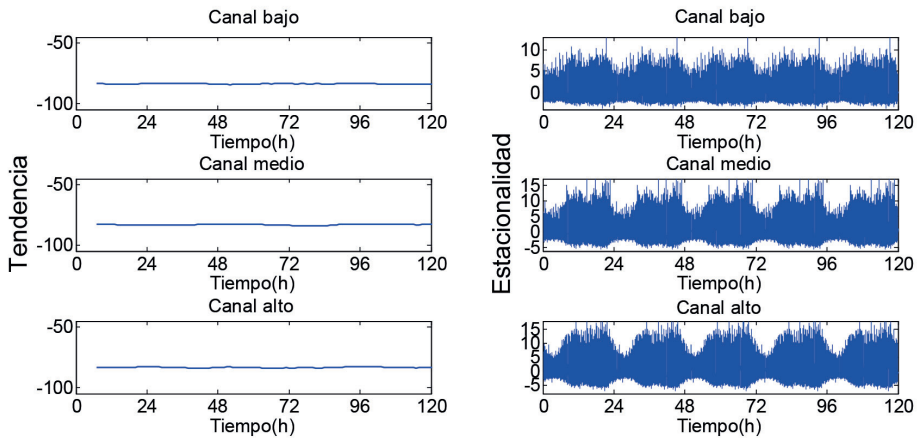 Tendencia
Canal bajo
-50
-100
0 24 48 72 96 120
Tiempo(h)
Canal medio
-50
-100
0 24 48 72 96 120
Tiempo(h)
Canal alto
-50
-100
0 24 48 72 96 120
Tiempo(h)
Estacionalidad
Canal bajo
10
5
0
0 24 48 72 96 120
Tiempo(h)
Canal medio
15
10
5
0
-5
0 24 48 72 96 120
Tiempo(h)
Canal alto
15
10
5
0
-5
0 24 48 72 96 120
Tiempo(h)